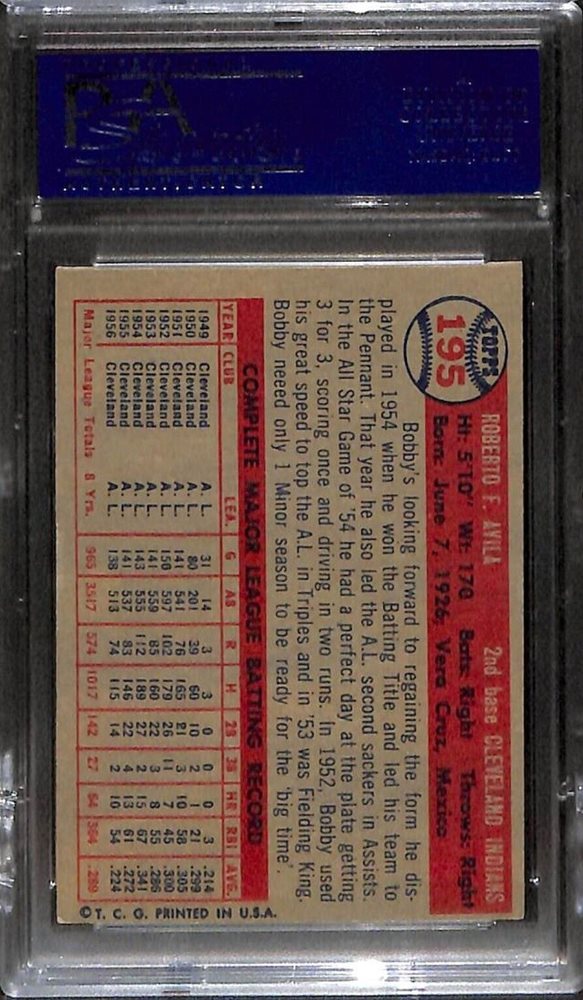 TOPPS
195
ROBERTO F. AVILA 2nd base CLEVELAND INDIANS
Ht: 5'10" Wt: 170 Bats: Right Throws: Right
Born: June 7, 1926, Vera Cruz, Mexico
Bobby's looking forward to regaining the form he dis-
played in 1954 when he won the Batting Title and led his team to
the Pennant. That year he also led the A.L. second sackers in Assists.
In the All Star Game of '54 he had a perfect day at the plate getting
3 for 3, scoring once and driving in two runs. In 1952, Bobby used
his great speed to top the A.L. in Triples and in '53 was Fielding King.
Bobby neeed only 1 Minor season to be ready for the 'big time'.
COMPLETE MAJOR LEAGUE BATTING RECORD
YEAR CLUB LEA. G AB R H 2B 3B HR RBI AVG.
1949 Cleveland A. L. 31 14 3 3 0 0 0 3 .214
1950 Cleveland A. L. 80 201 39 60 10 2 1 21 .299
1951 Cleveland A. L. 141 541 76 165 21 3 10 58 .305
1952 Cleveland A. L. 150 597 102 179 26 11 7 45 .300
1953 Cleveland A. L. 141 559 85 160 22 3 8 55 .286
1954 Cleveland A. L. 143 555 112 189 27 2 15 67 .341
1955 Cleveland A. L. 141 537 83 146 22 4 13 61 .272
1956 Cleveland A. L. 138 513 74 115 14 2 10 54 .224
Major League Totals 8 Yrs. 965 3517 574 1017 142 27 64 364 .289
© T. C. G. PRINTED IN U.S.A.